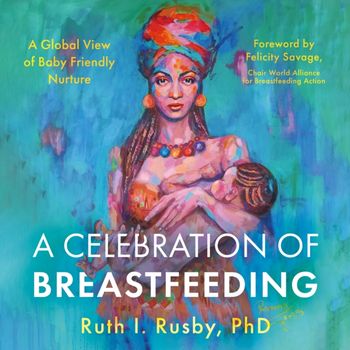 A Global View
of Baby Friendly
Nurture
Foreword by
Felicity Savage,
Chair World Alliance
for Breastfeeding Action
A CELEBRATION OF
BREASTFEEDING
Ruth I. Rusby, PhD